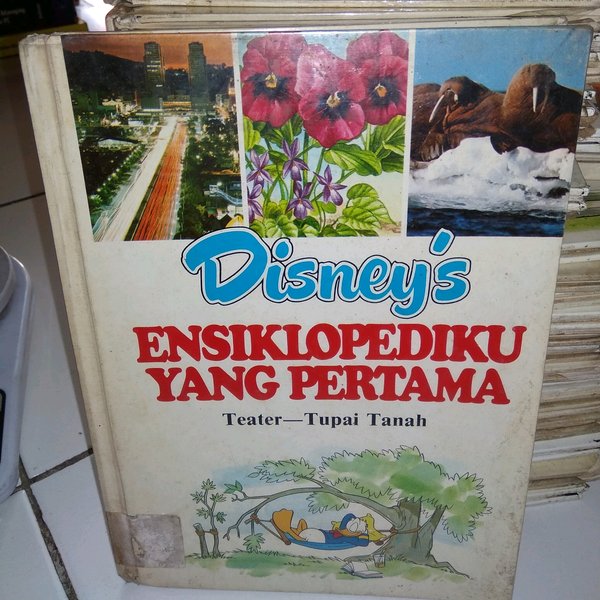 Disney's
ENSIKLOPEDIKU
YANG PERTAMA
Teater—Tupai Tanah